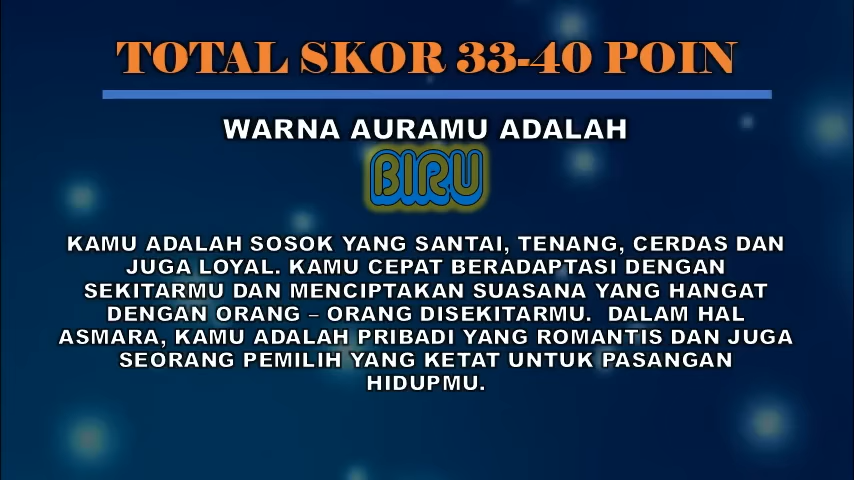 TOTAL SKOR 33-40 POIN
WARNA AURAMU ADALAH
BIRU
KAMU ADALAH SOSOK YANG SANTAI, TENANG, CERDAS DAN
JUGA LOYAL. KAMU CEPAT BERADAPTASI DENGAN
SEKITARMU DAN MENCIPTAKAN SUASANA YANG HANGAT
DENGAN ORANG – ORANG DISEKITARMU. DALAM HAL
ASMARA, KAMU ADALAH PRIBADI YANG ROMANTIS DAN JUGA
SEORANG PEMILIH YANG KETAT UNTUK PASANGAN
HIDUPMU.